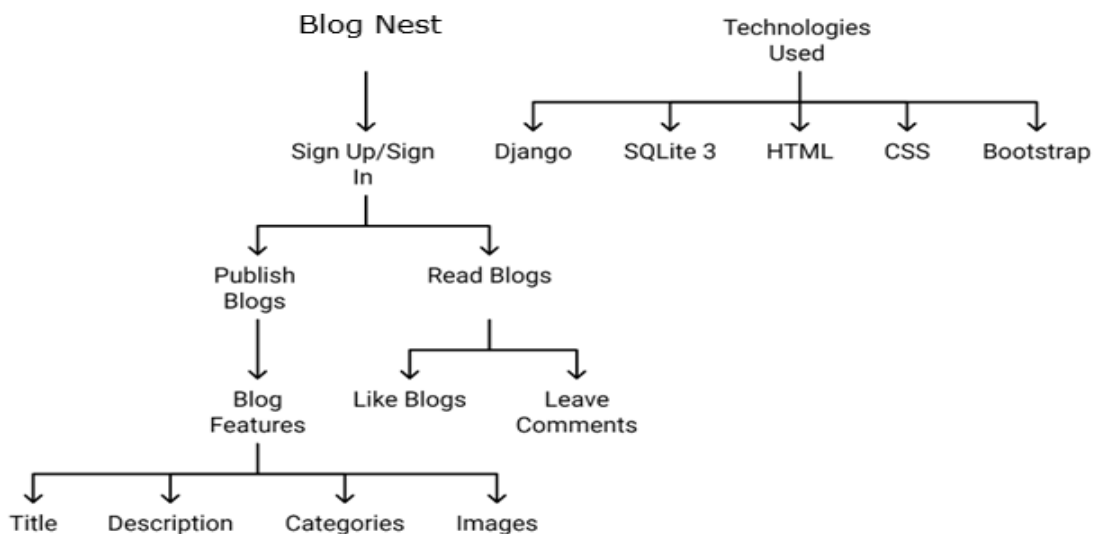 Blog Nest
Technologies
Used
Sign Up/Sign
In
Django
SQLite 3
HTML
CSS
Bootstrap
Publish
Blogs
Read Blogs
Blog
Features
Like Blogs
Leave
Comments
Title
Description
Categories
Images